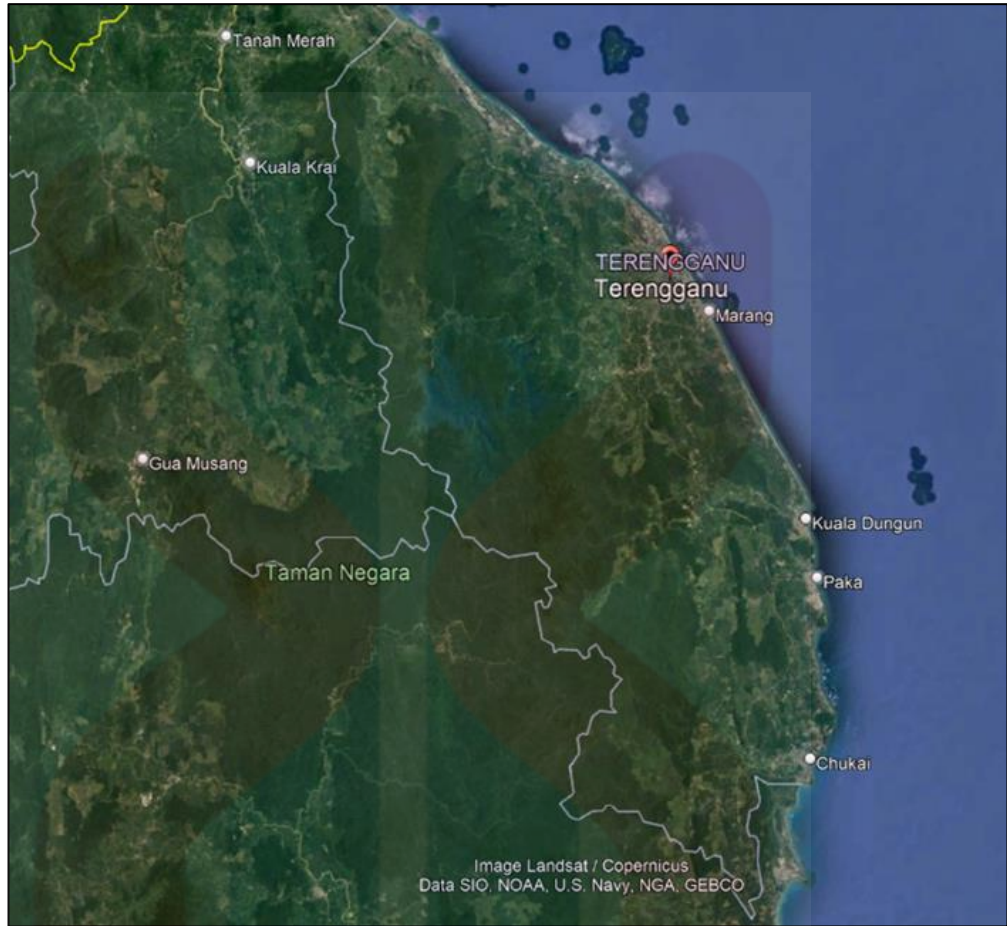 Tanah Merah
Kuala Krai
TERENGGANU
Terengganu
Marang
Gua Musang
Kuala Dungun
Taman Negara
Paka
Chukai
Image Landsat / Copernicus
Data SIO, NOAA, U.S. Navy, NGA, GEBCO